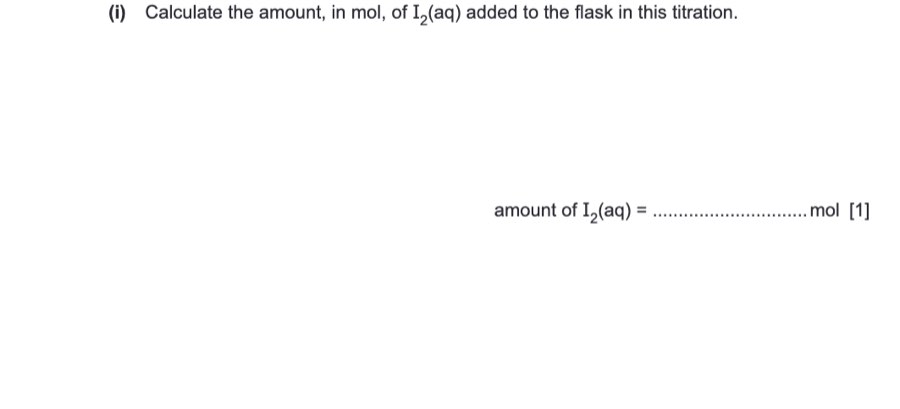 (i) Calculate the amount, in mol, of I₂(aq) added to the flask in this titration.
amount of I₂(aq) = ............................... mol [1]